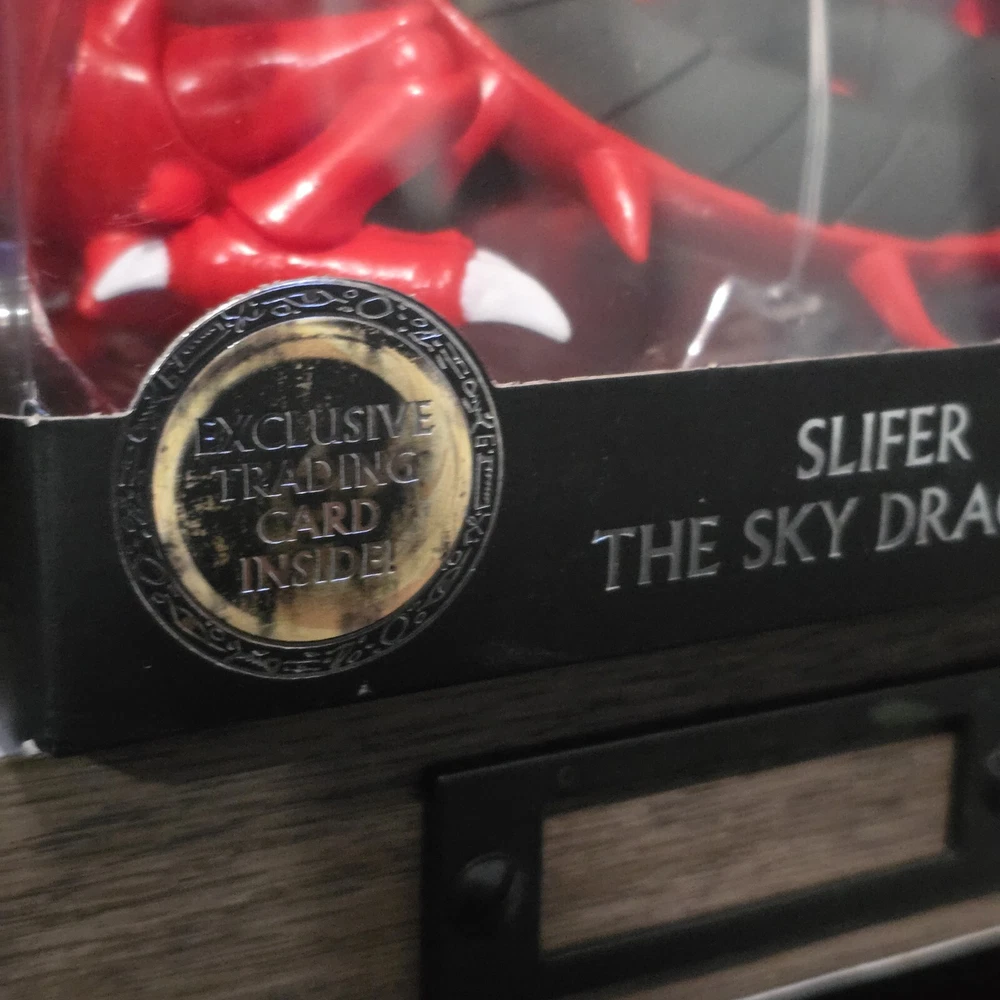 EXCLUSIVE
TRADING
CARD
INSIDE!
SLIFER
THE SKY DRA